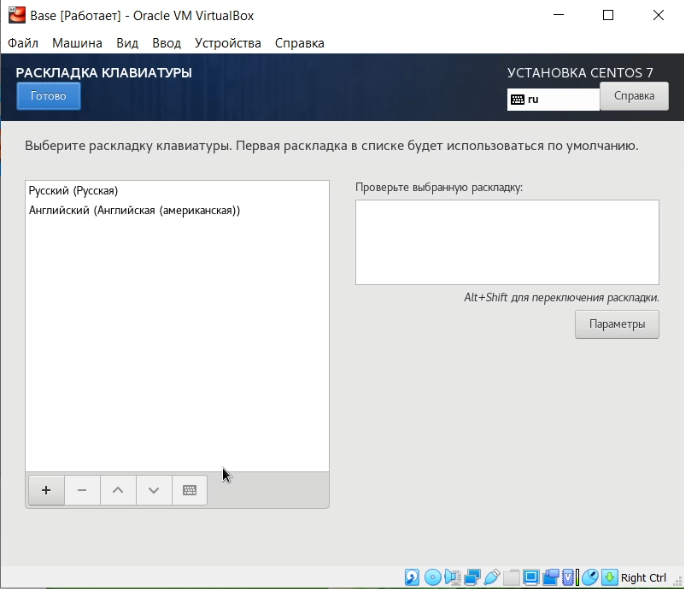 Base [Работает] - Oracle VM VirtualBox
Файл Машина Вид Ввод Устройства Справка
РАСКЛАДКА КЛАВИАТУРЫ
УСТАНОВКА CENTOS 7
Готово
ru
Справка
Выберите раскладку клавиатуры. Первая раскладка в списке будет использоваться по умолчанию.
Русский (Русская)
Английский (Английская (американская))
Проверьте выбранную раскладку:
Alt+Shift для переключения раскладки.
Параметры
Right Ctrl